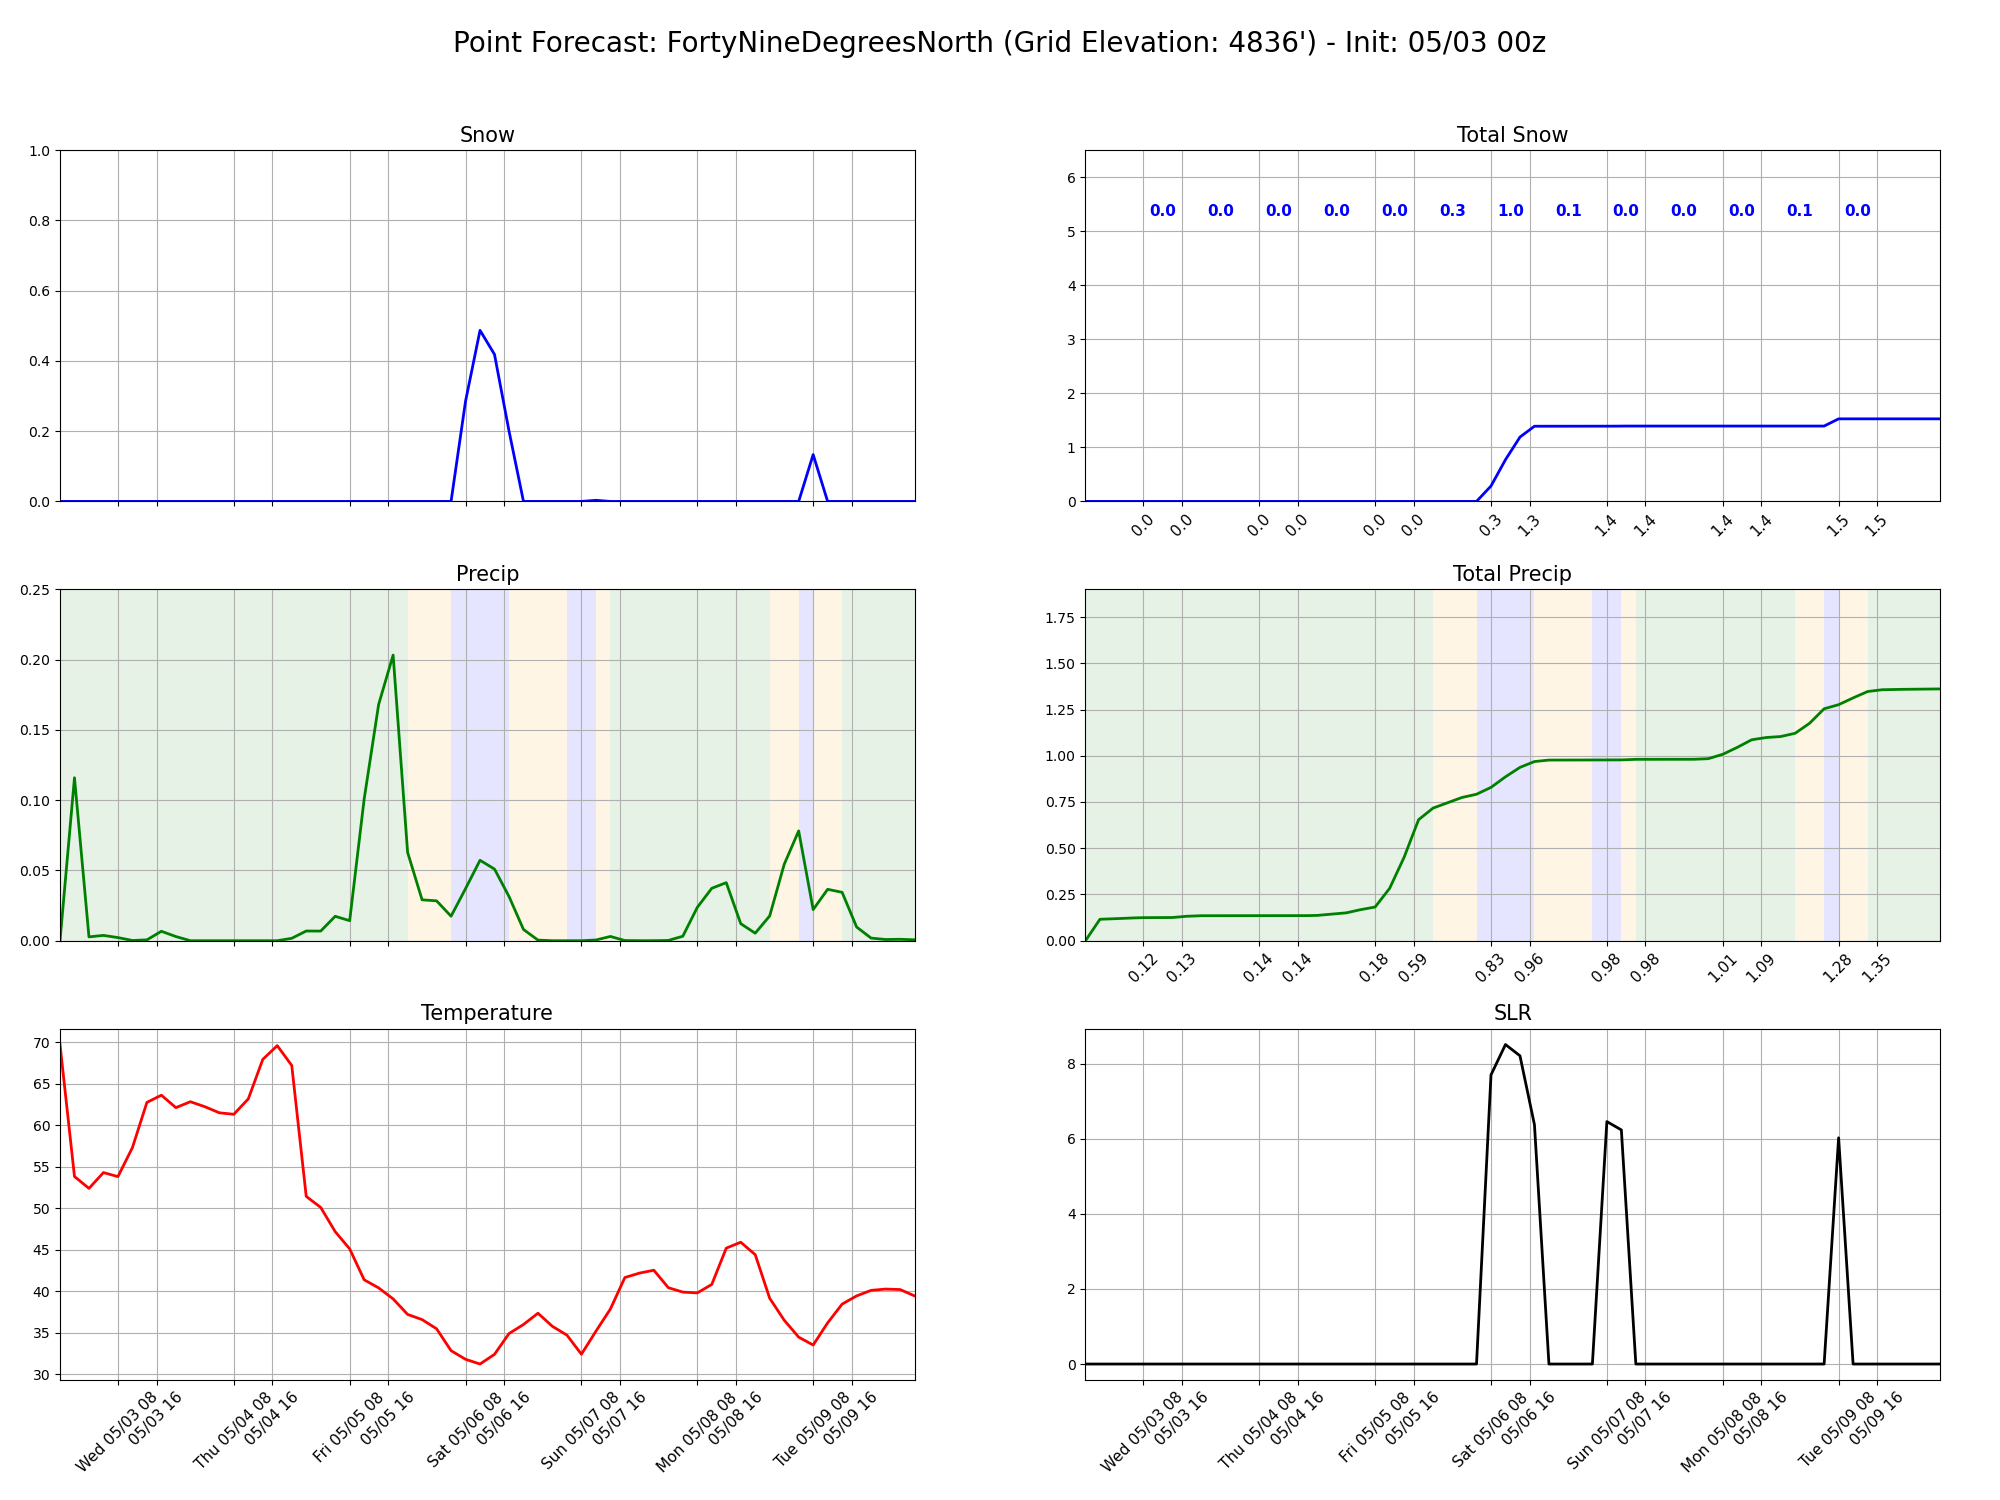 Point Forecast: FortyNineDegreesNorth (Grid Elevation: 4836') - Init: 05/03 00z
Snow
1.0
0.8
0.6
0.4
0.2
0.0
Total Snow
6
5
4
3
2
1
0
0.0 0.0 0.0 0.0 0.0 0.3 1.0 0.1 0.0 0.0 0.0 0.1 0.0
0.0 0.0 0.0 0.0 0.0 0.0 0.3 1.3 1.4 1.4 1.4 1.4 1.5 1.5
Precip
0.25
0.20
0.15
0.10
0.05
0.00
Total Precip
1.75
1.50
1.25
1.00
0.75
0.50
0.25
0.00
0.12 0.13 0.14 0.14 0.18 0.59 0.83 0.96 0.98 0.98 1.01 1.09 1.28 1.35
Temperature
70
65
60
55
50
45
40
35
30
Wed 05/03 08
05/03 16
Thu 05/04 08
05/04 16
Fri 05/05 08
05/05 16
Sat 05/06 08
05/06 16
Sun 05/07 08
05/07 16
Mon 05/08 08
05/08 16
Tue 05/09 08
05/09 16
SLR
8
6
4
2
0
Wed 05/03 08
05/03 16
Thu 05/04 08
05/04 16
Fri 05/05 08
05/05 16
Sat 05/06 08
05/06 16
Sun 05/07 08
05/07 16
Mon 05/08 08
05/08 16
Tue 05/09 08
05/09 16